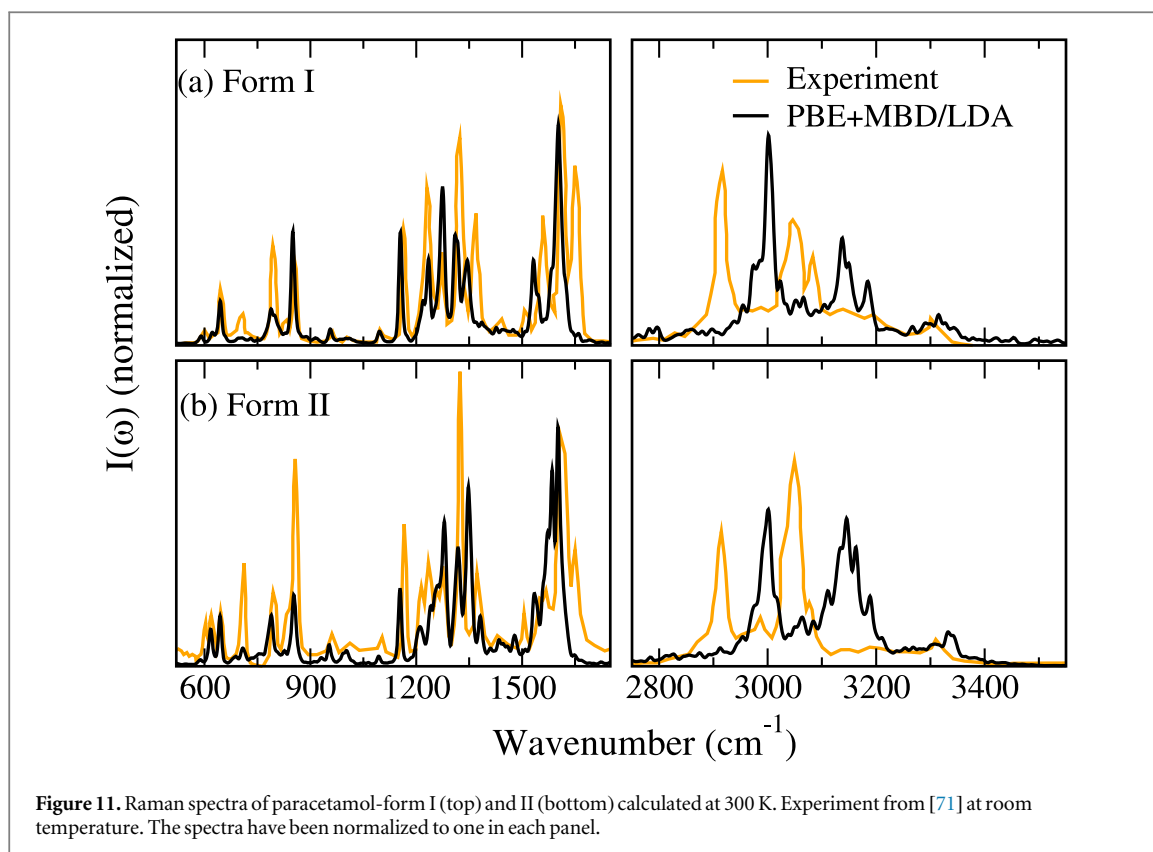 (a) Form I
Experiment
PBE+MBD/LDA
I(ω) (normalized)
(b) Form II
600 900 1200 1500 2800 3000 3200 3400
Wavenumber (cm⁻¹)
Figure 11. Raman spectra of paracetamol-form I (top) and II (bottom) calculated at 300 K. Experiment from [71] at room
temperature. The spectra have been normalized to one in each panel.